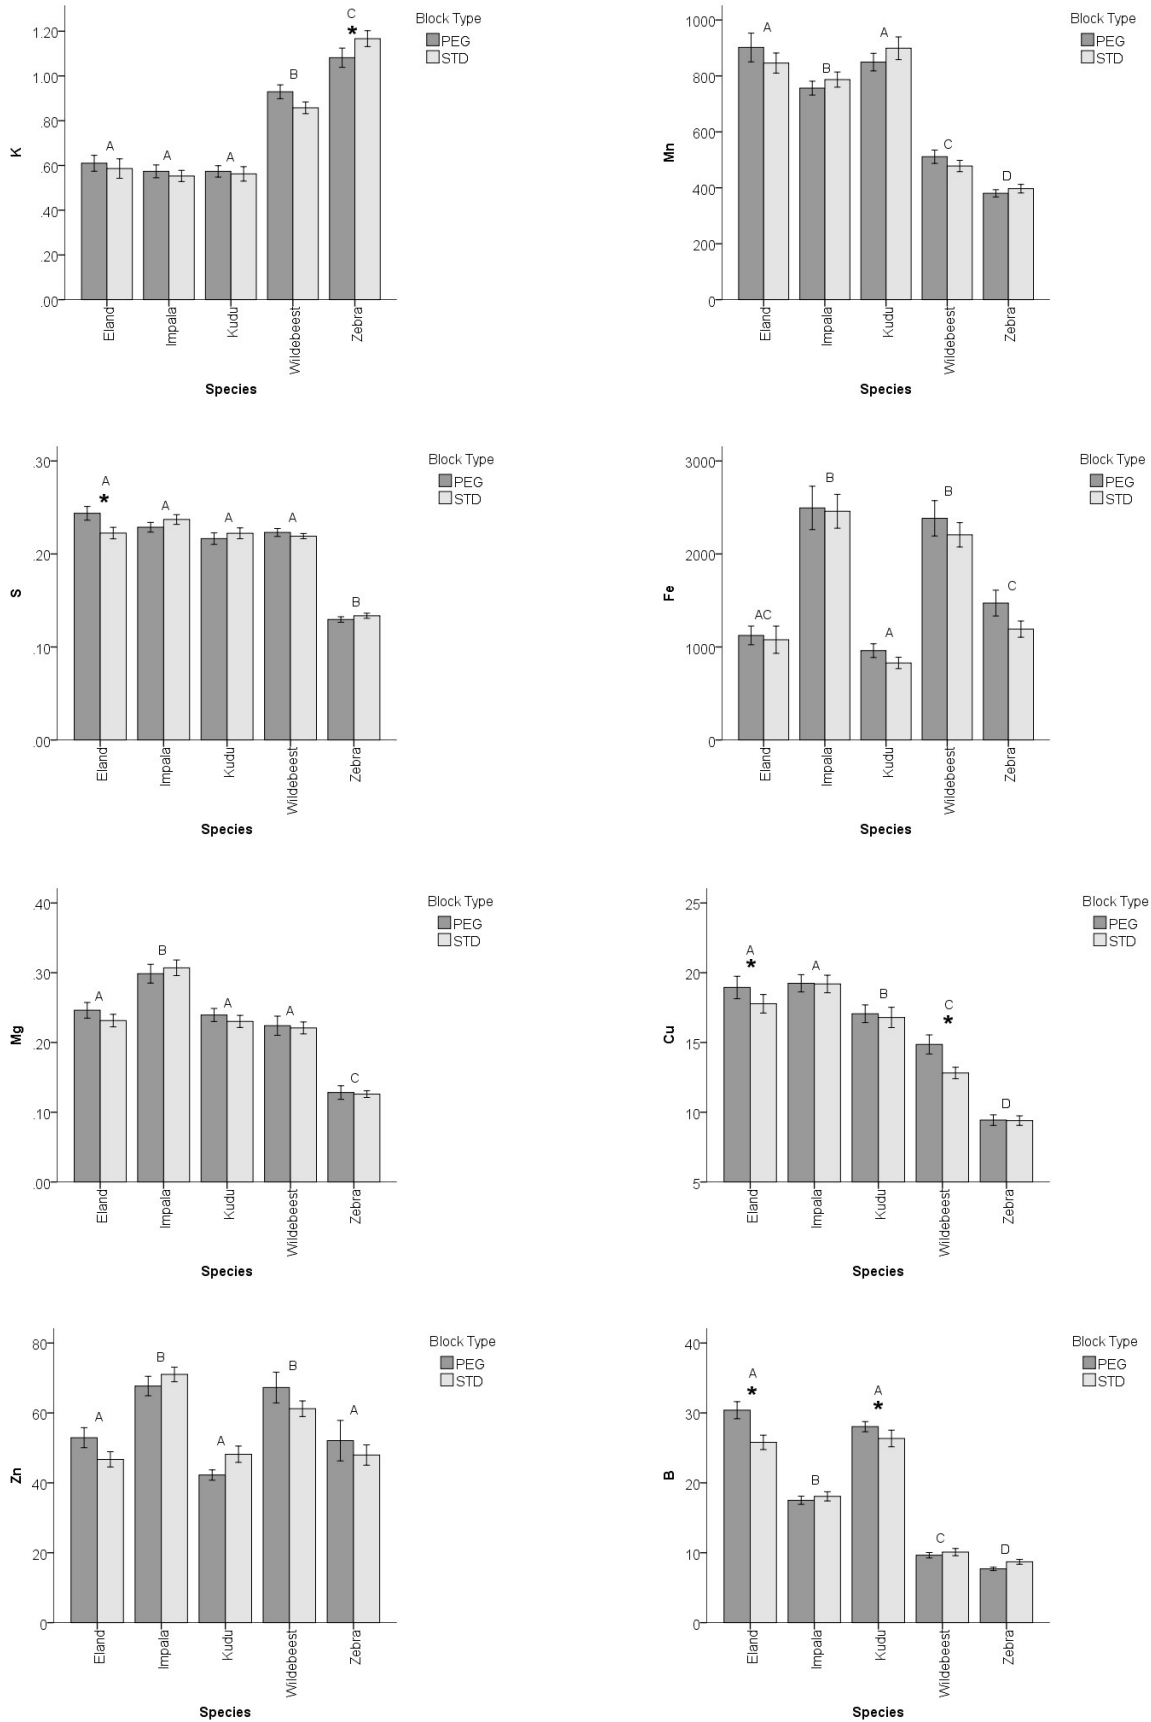 K
1.20
1.00
.80
.60
.40
.20
.00
A
A
A
B
C
*
Eland
Impala
Kudu
Wildebeest
Zebra
Species
Block Type
PEG
STD
Mn
1000
800
600
400
200
0
A
B
A
C
D
Eland
Impala
Kudu
Wildebeest
Zebra
Species
Block Type
PEG
STD
S
.30
.20
.10
.00
A
*
A
A
A
B
Eland
Impala
Kudu
Wildebeest
Zebra
Species
Block Type
PEG
STD
Fe
3000
2000
1000
0
AC
B
A
B
C
Eland
Impala
Kudu
Wildebeest
Zebra
Species
Block Type
PEG
STD
Mg
.40
.30
.20
.10
.00
A
B
A
A
C
Eland
Impala
Kudu
Wildebeest
Zebra
Species
Block Type
PEG
STD
Cu
25
20
15
10
5
A
*
A
B
C
*
D
Eland
Impala
Kudu
Wildebeest
Zebra
Species
Block Type
PEG
STD
Zn
80
60
40
20
0
A
B
A
B
A
Eland
Impala
Kudu
Wildebeest
Zebra
Species
Block Type
PEG
STD
B
40
30
20
10
0
A
*
B
A
*
C
D
Eland
Impala
Kudu
Wildebeest
Zebra
Species
Block Type
PEG
STD